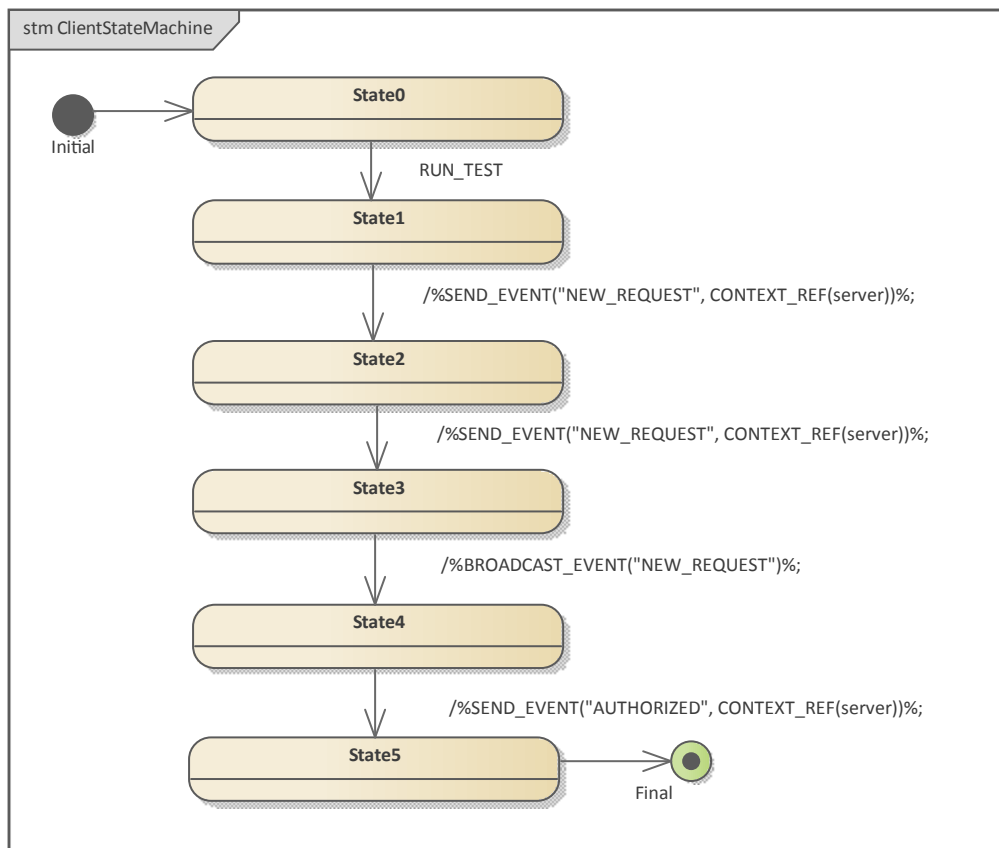 stm ClientStateMachine
State0
Initial
RUN_TEST
State1
/%SEND_EVENT("NEW_REQUEST", CONTEXT_REF(server))%;
State2
/%SEND_EVENT("NEW_REQUEST", CONTEXT_REF(server))%;
State3
/%BROADCAST_EVENT("NEW_REQUEST")%;
State4
/%SEND_EVENT("AUTHORIZED", CONTEXT_REF(server))%;
State5
Final